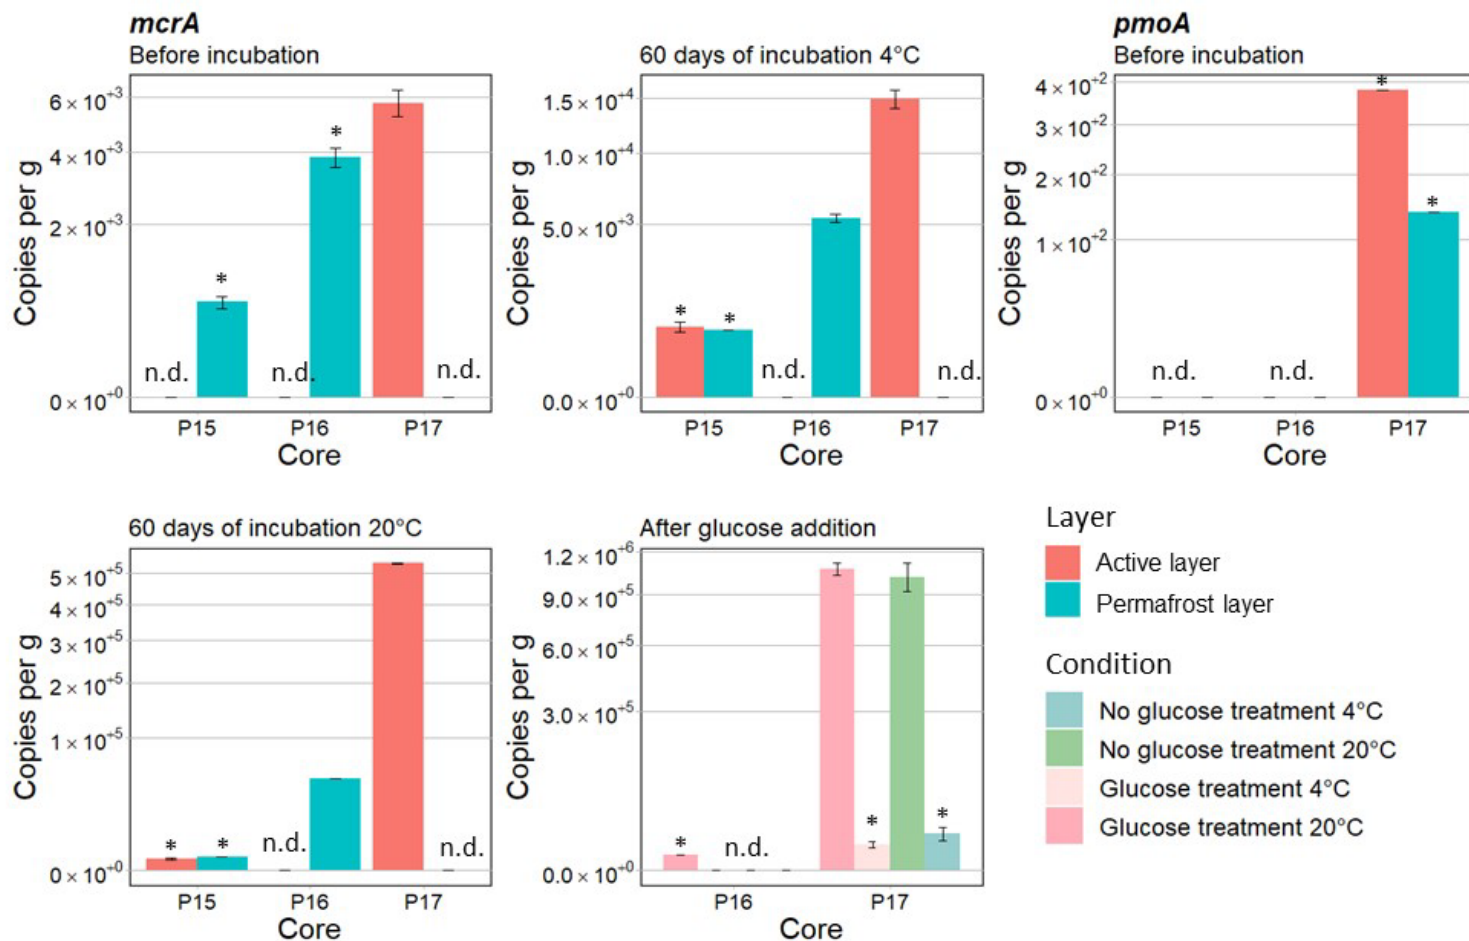 mcrA
Before incubation
Copies per g
6 × 10⁺³
4 × 10⁺³
2 × 10⁺³
0 × 10⁺⁰
*
*
n.d.
n.d.
n.d.
P15
P16
P17
Core
60 days of incubation 4°C
Copies per g
1.5 × 10⁺⁴
1.0 × 10⁺⁴
5.0 × 10⁺³
0.0 × 10⁺⁰
*
*
n.d.
n.d.
P15
P16
P17
Core
pmoA
Before incubation
Copies per g
4 × 10⁺²
3 × 10⁺²
2 × 10⁺²
1 × 10⁺²
0 × 10⁺⁰
*
*
n.d.
n.d.
P15
P16
P17
Core
60 days of incubation 20°C
Copies per g
5 × 10⁺⁵
4 × 10⁺⁵
3 × 10⁺⁵
2 × 10⁺⁵
1 × 10⁺⁵
0 × 10⁺⁰
*
*
n.d.
n.d.
P15
P16
P17
Core
After glucose addition
Copies per g
1.2 × 10⁺⁶
9.0 × 10⁺⁵
6.0 × 10⁺⁵
3.0 × 10⁺⁵
0.0 × 10⁺⁰
*
n.d.
*
*
P16
P17
Core
Layer
Active layer
Permafrost layer
Condition
No glucose treatment 4°C
No glucose treatment 20°C
Glucose treatment 4°C
Glucose treatment 20°C